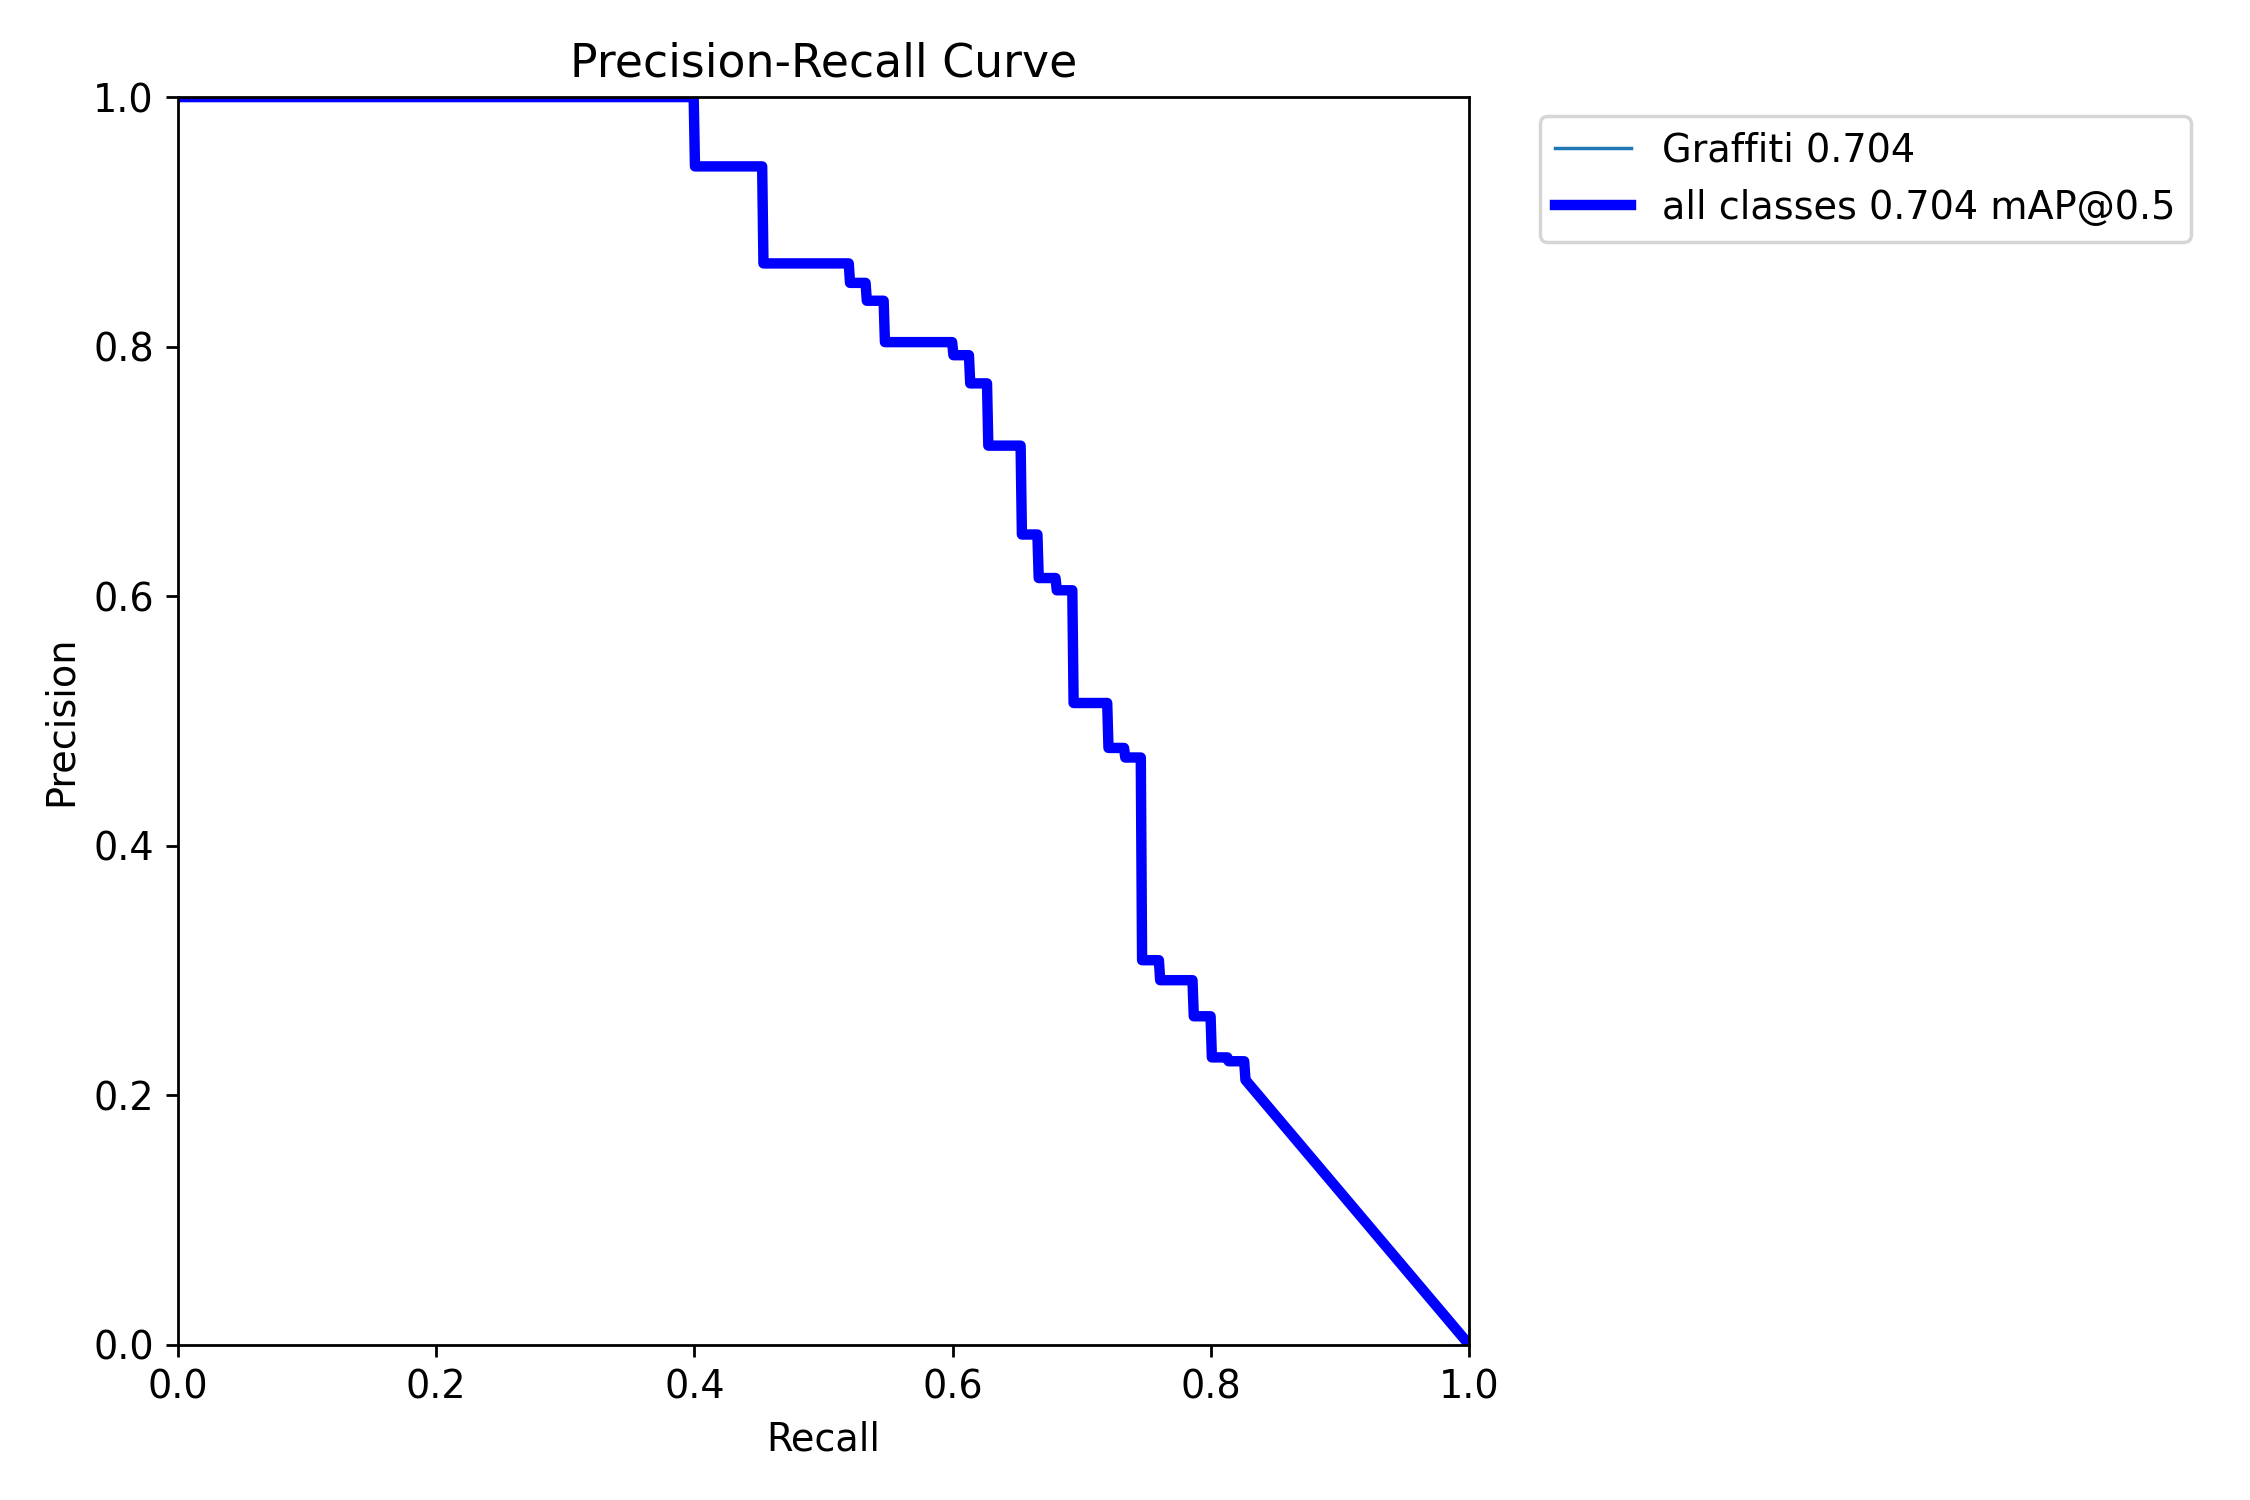 Precision-Recall Curve
1.0
0.8
0.6
0.4
0.2
0.0
Precision
0.0 0.2 0.4 0.6 0.8 1.0
Recall
Graffiti 0.704
all classes 0.704 mAP@0.5